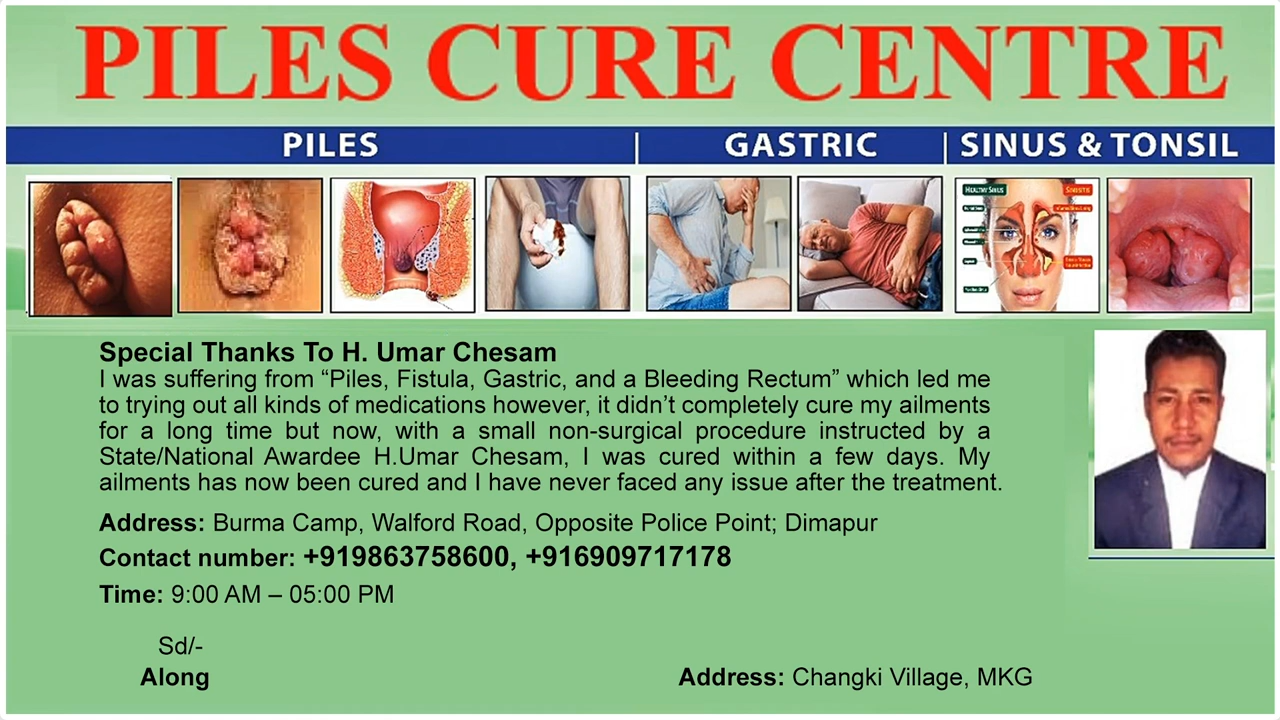 PILES CURE CENTRE
PILES | GASTRIC | SINUS & TONSIL
HEALTHY SINUS SINUSITIS
Special Thanks To H. Umar Chesam
I was suffering from “Piles, Fistula, Gastric, and a Bleeding Rectum” which led me
to trying out all kinds of medications however, it didn’t completely cure my ailments
for a long time but now, with a small non-surgical procedure instructed by a
State/National Awardee H.Umar Chesam, I was cured within a few days. My
ailments has now been cured and I have never faced any issue after the treatment.
Address: Burma Camp, Walford Road, Opposite Police Point; Dimapur
Contact number: +919863758600, +916909717178
Time: 9:00 AM – 05:00 PM
Sd/-
Along
Address: Changki Village, MKG